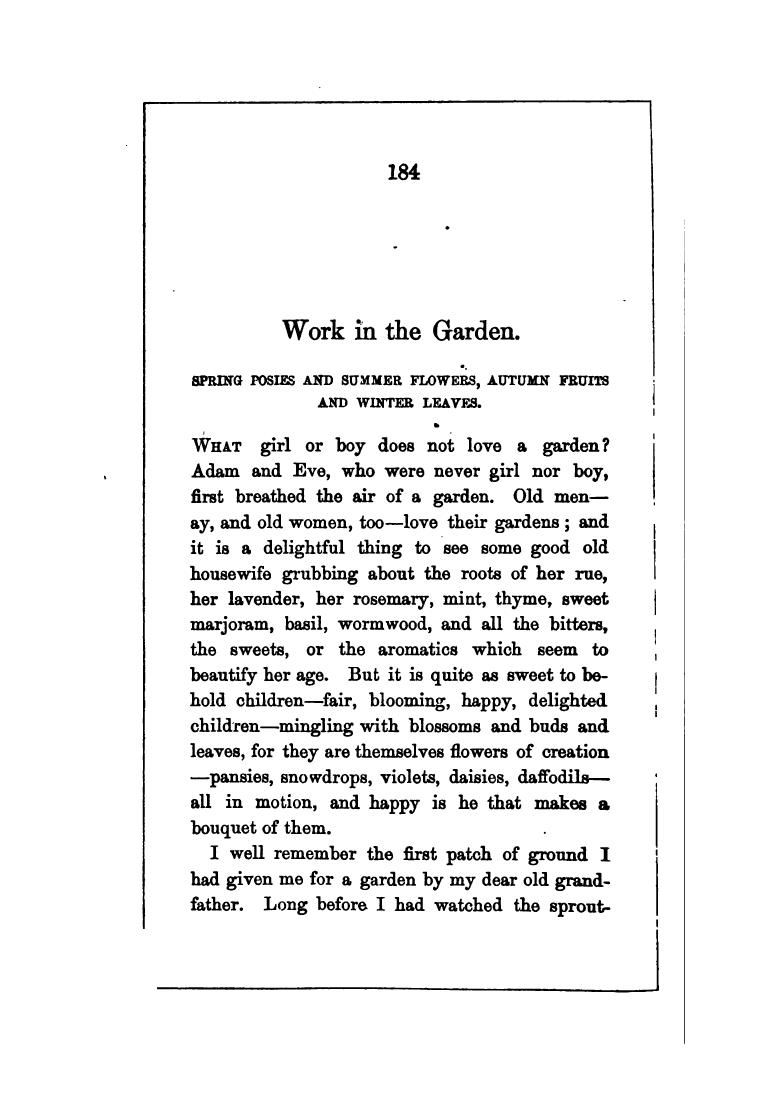 184
Work in the Garden.
SPRING POSIES AND SUMMER FLOWERS, AUTUMN FRUITS
AND WINTER LEAVES.
WHAT girl or boy does not love a garden?
Adam and Eve, who were never girl nor boy,
first breathed the air of a garden. Old men—
ay, and old women, too—love their gardens; and
it is a delightful thing to see some good old
housewife grubbing about the roots of her rue,
her lavender, her rosemary, mint, thyme, sweet
marjoram, basil, wormwood, and all the bitters,
the sweets, or the aromatics which seem to
beautify her age. But it is quite as sweet to be-
hold children—fair, blooming, happy, delighted
children—mingling with blossoms and buds and
leaves, for they are themselves flowers of creation
—pansies, snowdrops, violets, daisies, daffodils—
all in motion, and happy is he that makes a
bouquet of them.
I well remember the first patch of ground I
had given me for a garden by my dear old grand-
father. Long before I had watched the sprout-